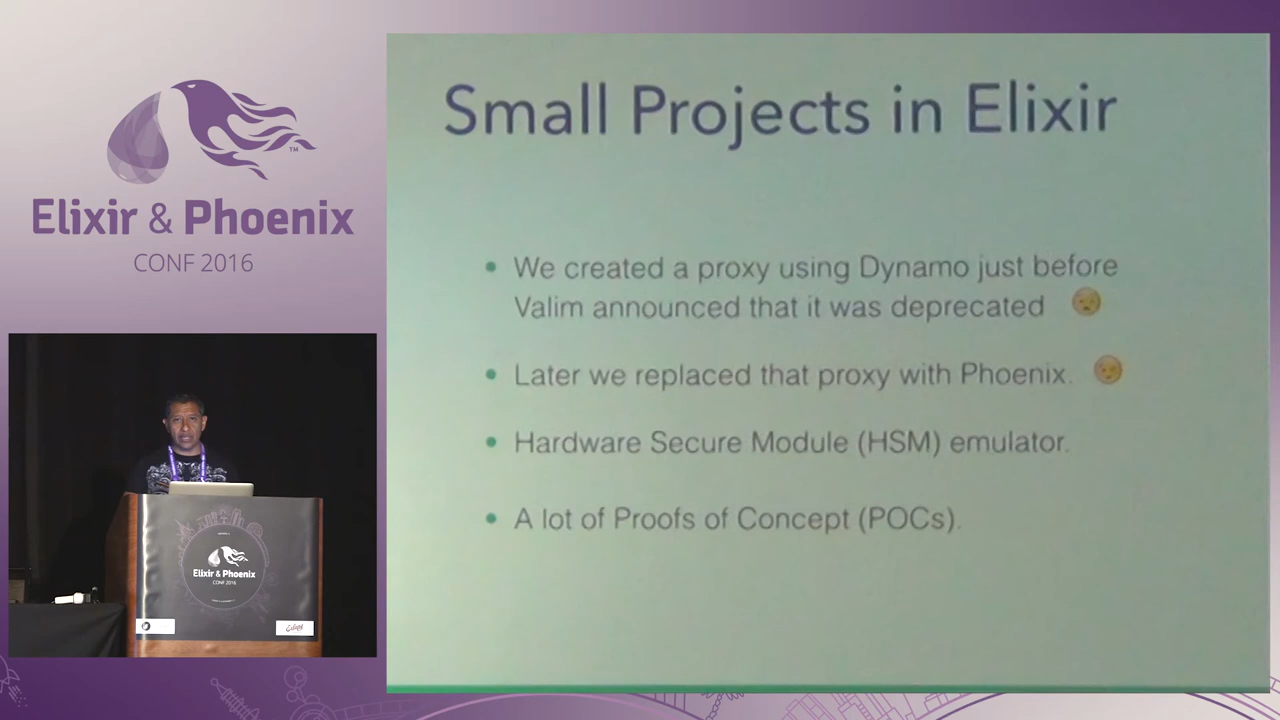 Elixir & Phoenix
TM
CONF 2016
Small Projects in Elixir
• We created a proxy using Dynamo just before
Valim announced that it was deprecated 😞
• Later we replaced that proxy with Phoenix.
• Hardware Secure Module (HSM) emulator.
• A lot of Proofs of Concept (POCs).
Elixir & Phoenix
CONF 2016